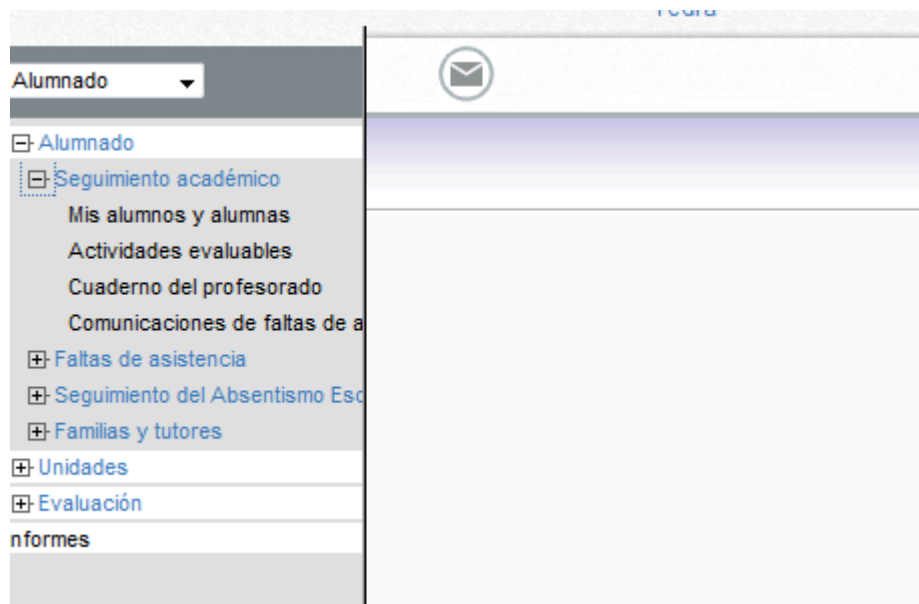 Alumnado
Alumnado
Seguimiento académico
Mis alumnos y alumnas
Actividades evaluables
Cuaderno del profesorado
Comunicaciones de faltas de a
Faltas de asistencia
Seguimiento del Absentismo Esc
Familias y tutores
Unidades
Evaluación
nformes